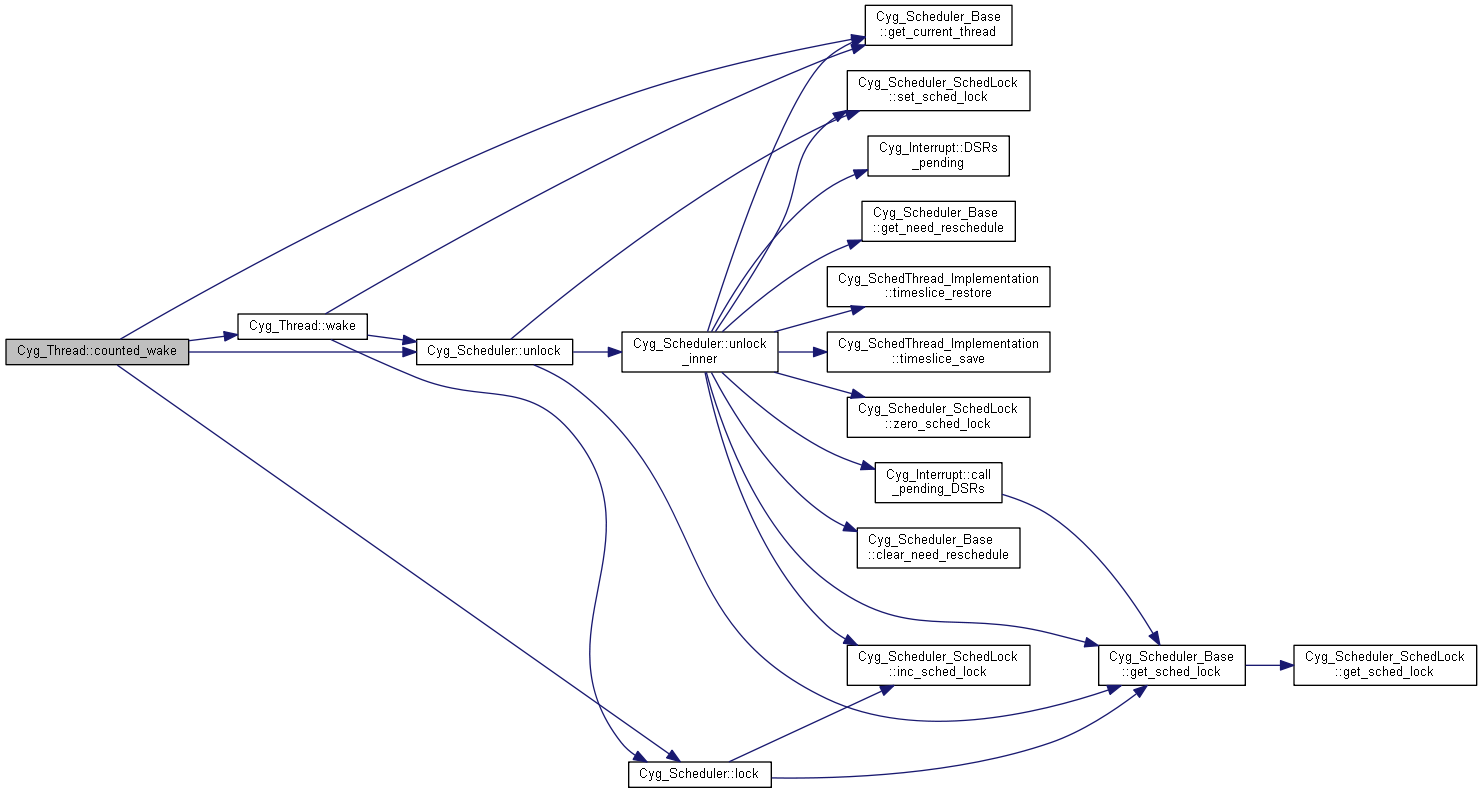 Cyg_Scheduler_Base
::get_current_thread
Cyg_Scheduler_SchedLock
::set_sched_lock
Cyg_Interrupt::DSRs
_pending
Cyg_Scheduler_Base
::get_need_reschedule
Cyg_SchedThread_Implementation
::timeslice_restore
Cyg_Thread::wake
Cyg_Thread::counted_wake
Cyg_Scheduler::unlock
Cyg_Scheduler::unlock
_inner
Cyg_SchedThread_Implementation
::timeslice_save
Cyg_Scheduler_SchedLock
::zero_sched_lock
Cyg_Interrupt::call
_pending_DSRs
Cyg_Scheduler_Base
::clear_need_reschedule
Cyg_Scheduler_SchedLock
::inc_sched_lock
Cyg_Scheduler_Base
::get_sched_lock
Cyg_Scheduler_SchedLock
::get_sched_lock
Cyg_Scheduler::lock